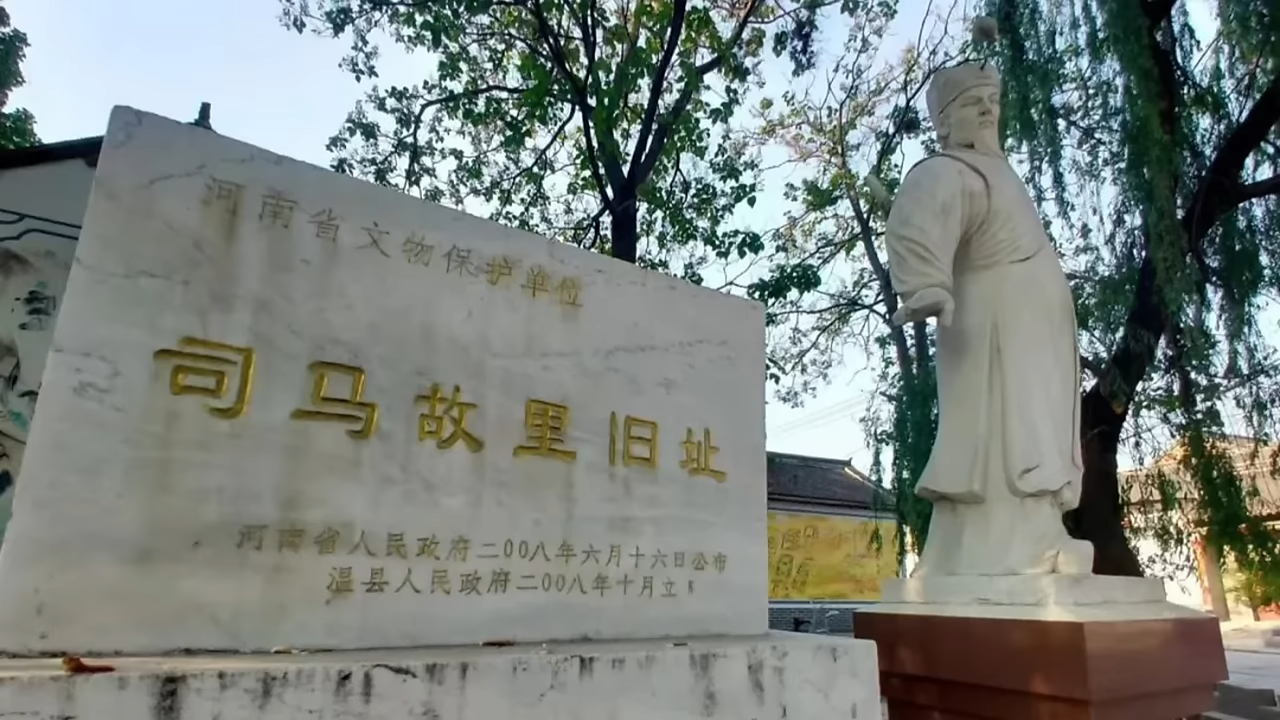 河南省文物保护单位
司马故里旧址
河南省人民政府二00八年六月十六日公布
温县人民政府二00八年十月立